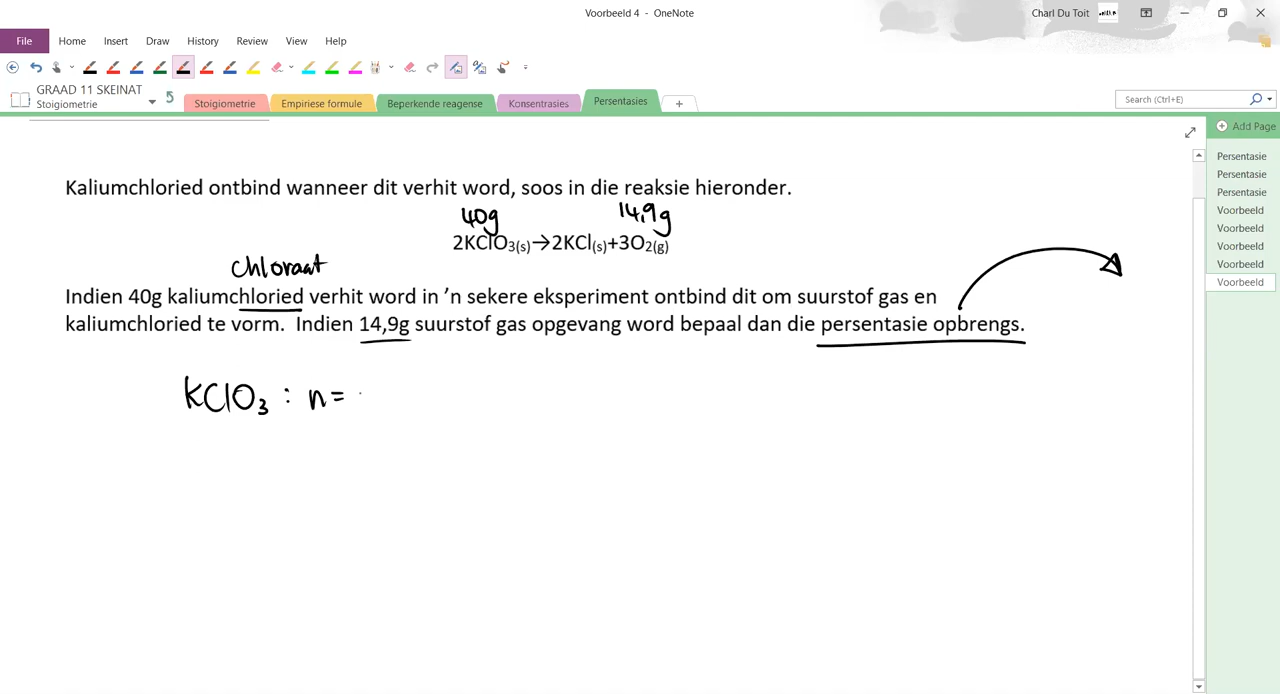 Voorbeeld 4 - OneNote
Charl Du Toit
File Home Insert Draw History Review View Help
GRAAD 11 SKEINAT
Stoigiometrie
Stoigiometrie Empiriese formule Beperkende reagense Konsentrasies Persentasies +
Search (Ctrl+E)
Add Page
Persentasie
Persentasie
Persentasie
Voorbeeld
Voorbeeld
Voorbeeld
Voorbeeld
Voorbeeld
Kaliumchloried ontbind wanneer dit verhit word, soos in die reaksie hieronder.
40g 14,9g
2KClO₃(s)→2KCl(s)+3O₂(g)
chloraat
Indien 40g kaliumchloried verhit word in 'n sekere eksperiment ontbind dit om suurstof gas en
kaliumchloried te vorm. Indien 14,9g suurstof gas opgevang word bepaal dan die persentasie opbrengs.
KClO₃ : n=